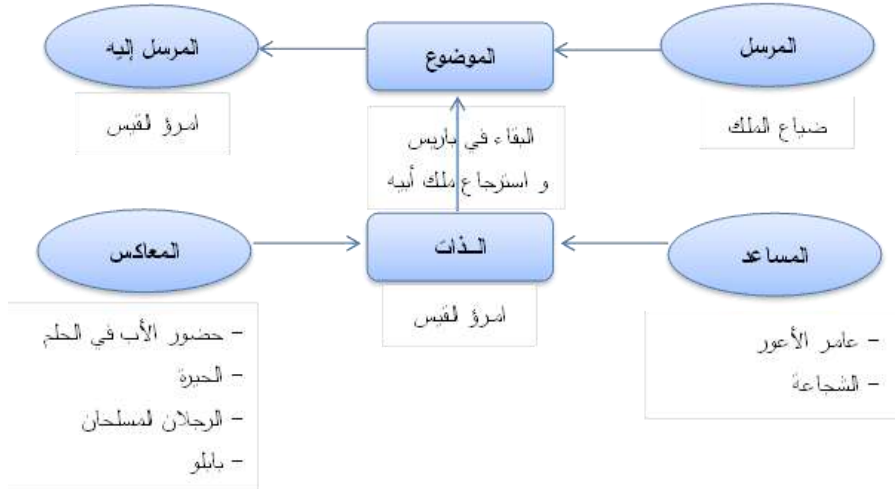 المرسل
الموضوع
المرسل إليه
ضياع الملك
البقاء في باريس
و استرجاع ملك أبيه
امرؤ القيس
المساعد
الــذات
المعاكس
– عامر الأعور
– الشجاعة
امرؤ القيس
– حضور الأب في الحلم
– الحيرة
– الرجلان المسلحان
– بابلو